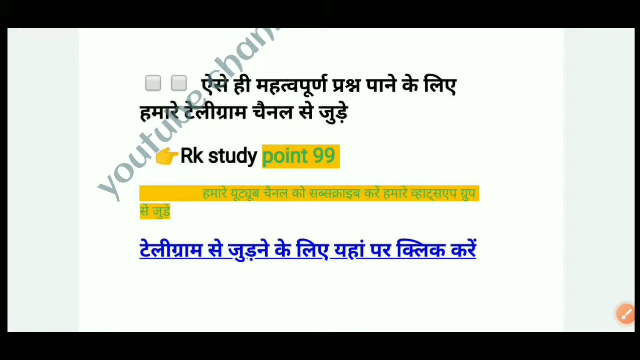 ऐसे ही महत्वपूर्ण प्रश्न पाने के लिए
हमारे टेलीग्राम चैनल से जुड़े
👉Rk study point 99
हमारे यूट्यूब चैनल को सब्सक्राइब करें हमारे व्हाट्सएप ग्रुप
से जुड़े
टेलीग्राम से जुड़ने के लिए यहां पर क्लिक करें
youtube